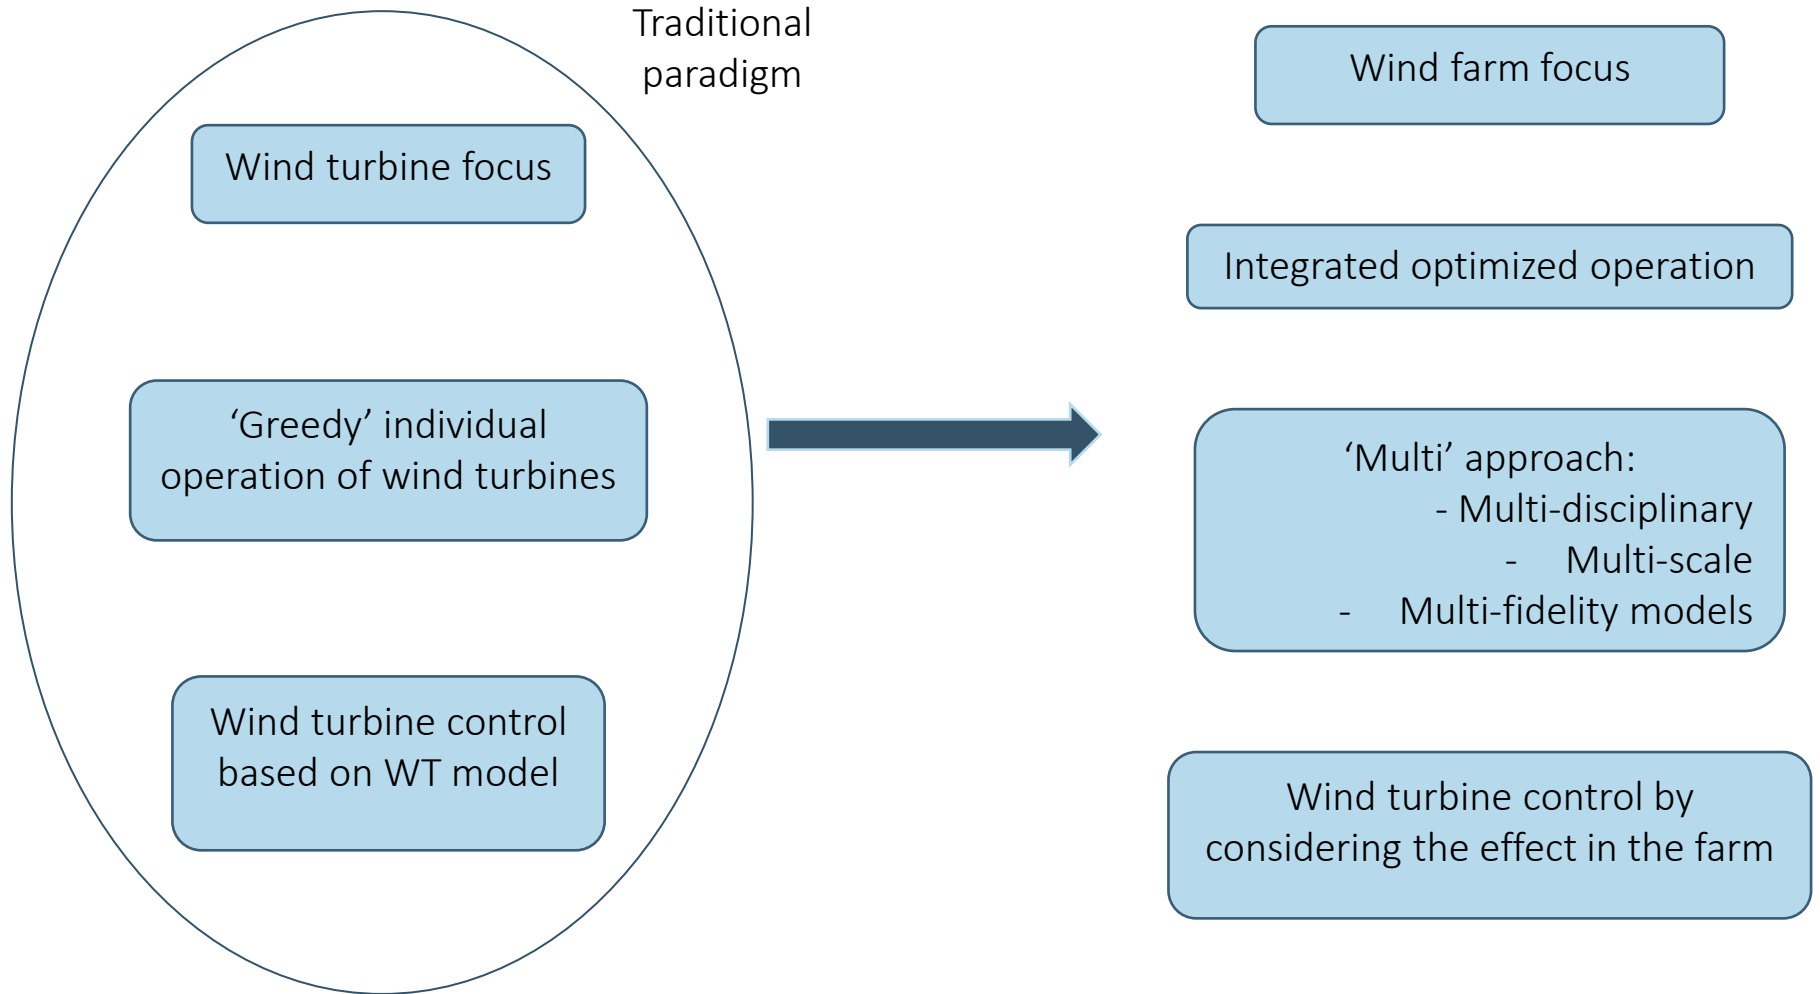 Traditional
paradigm
Wind turbine focus
‘Greedy’ individual
operation of wind turbines
Wind turbine control
based on WT model
Wind farm focus
Integrated optimized operation
‘Multi’ approach:
- Multi-disciplinary
- Multi-scale
- Multi-fidelity models
Wind turbine control by
considering the effect in the farm